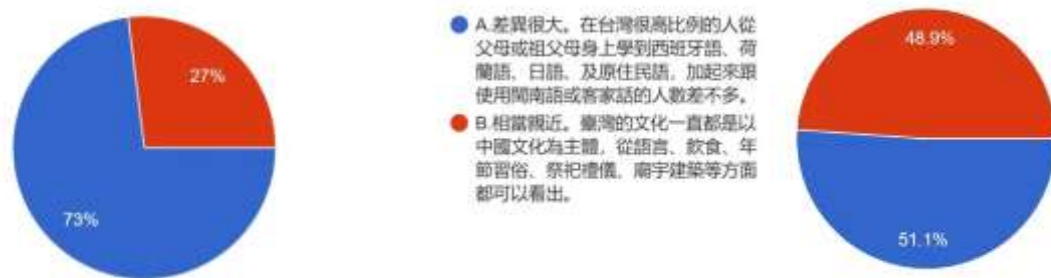 27%
73%
A.差異很大。在台灣很高比例的人從
父母或祖父母身上學到西班牙語、荷
蘭語、日語、及原住民語，加起來跟
使用閩南語或客家話的人數差不多。
B.相當親近。臺灣的文化一直都是以
中國文化為主體，從語言、飲食、年
節習俗、祭祀禮儀、廟宇建築等方面
都可以看出。
48.9%
51.1%